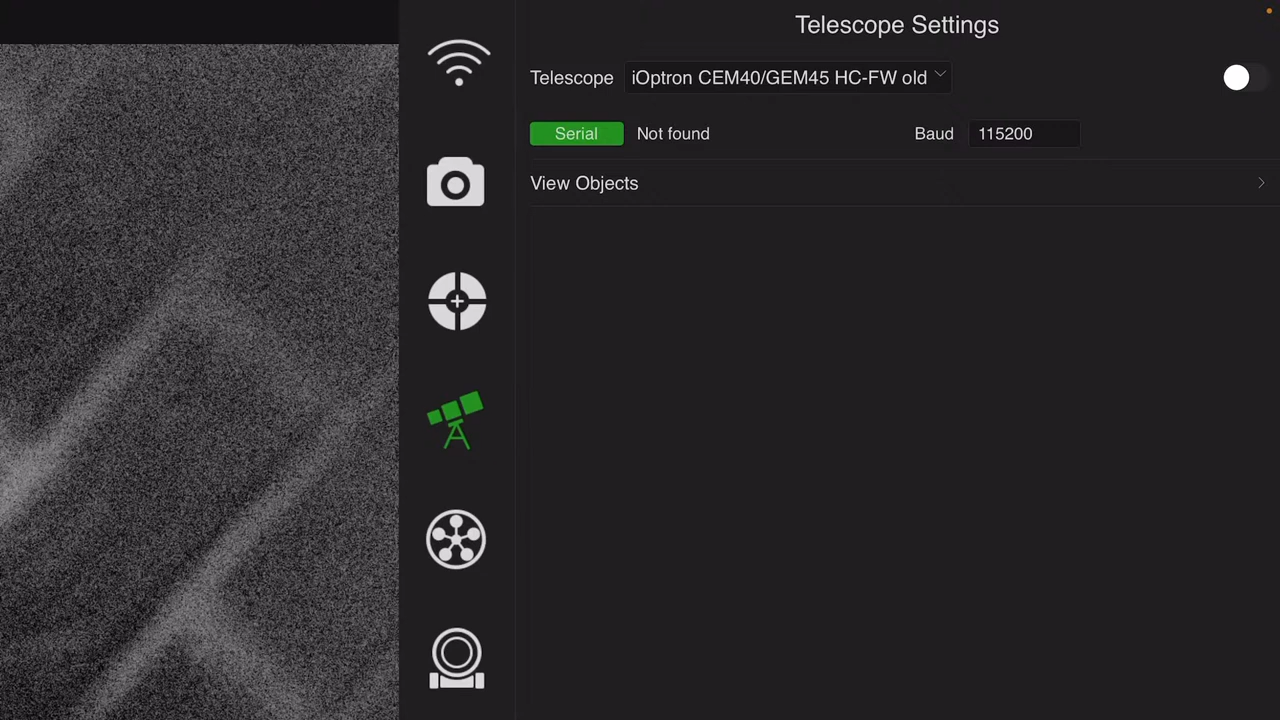 Telescope Settings
Telescope iOptron CEM40/GEM45 HC-FW old
Serial Not found Baud 115200
View Objects